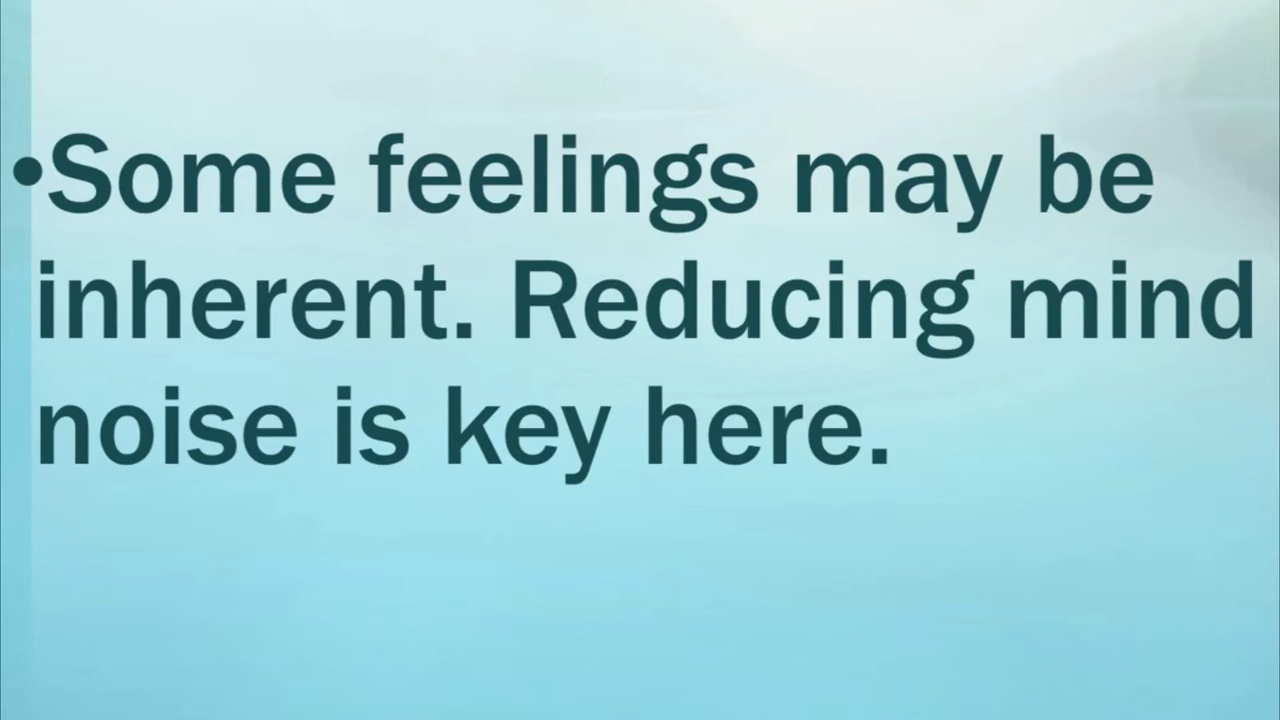 •Some feelings may be
inherent. Reducing mind
noise is key here.